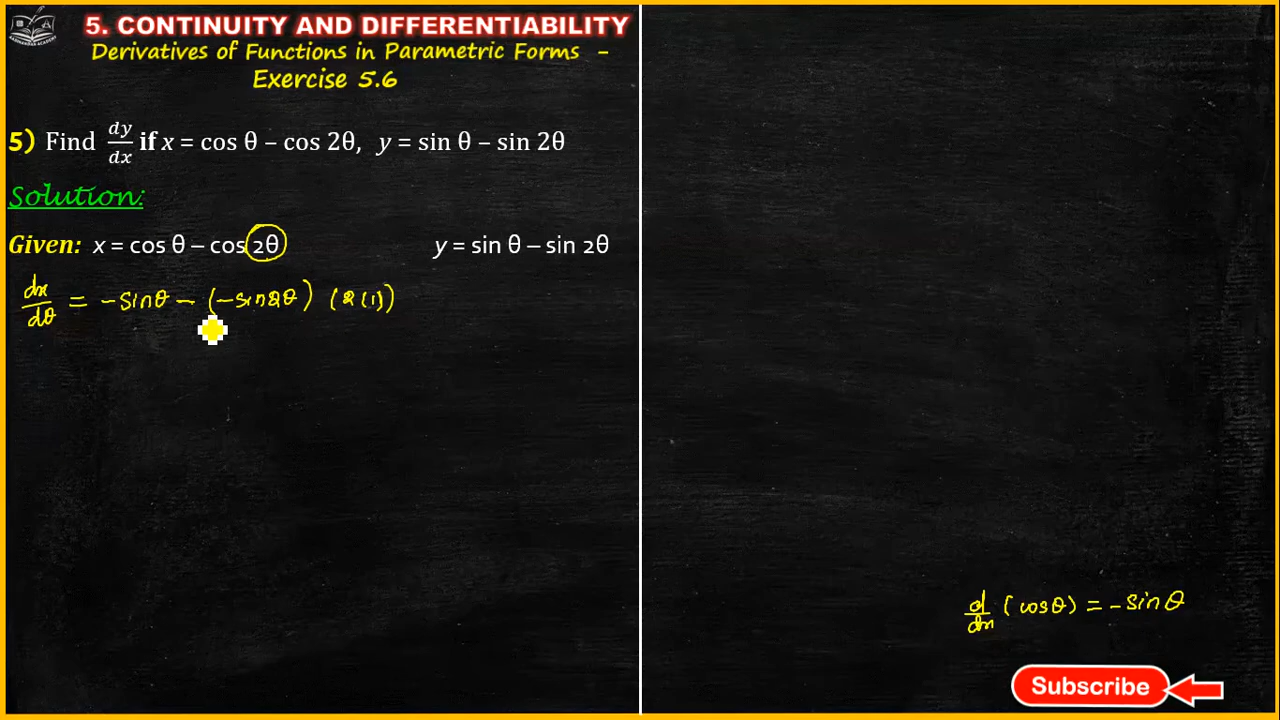 5. CONTINUITY AND DIFFERENTIABILITY
Derivatives of Functions in Parametric Forms –
Exercise 5.6
5) Find dy/dx if x = cos θ – cos 2θ, y = sin θ – sin 2θ
Solution:
Given: x = cos θ – cos 2θ y = sin θ – sin 2θ
dx/dθ = -sinθ - (-sin2θ) (2(1))
d/dx (cosθ) = -sinθ
Subscribe